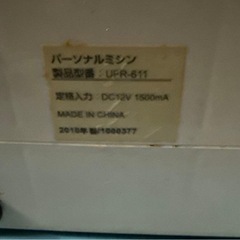 パーソナルミシン
製品型番：UFR-611
定格入力：DC12V 1500mA
MADE IN CHINA
2010年 製/1000377